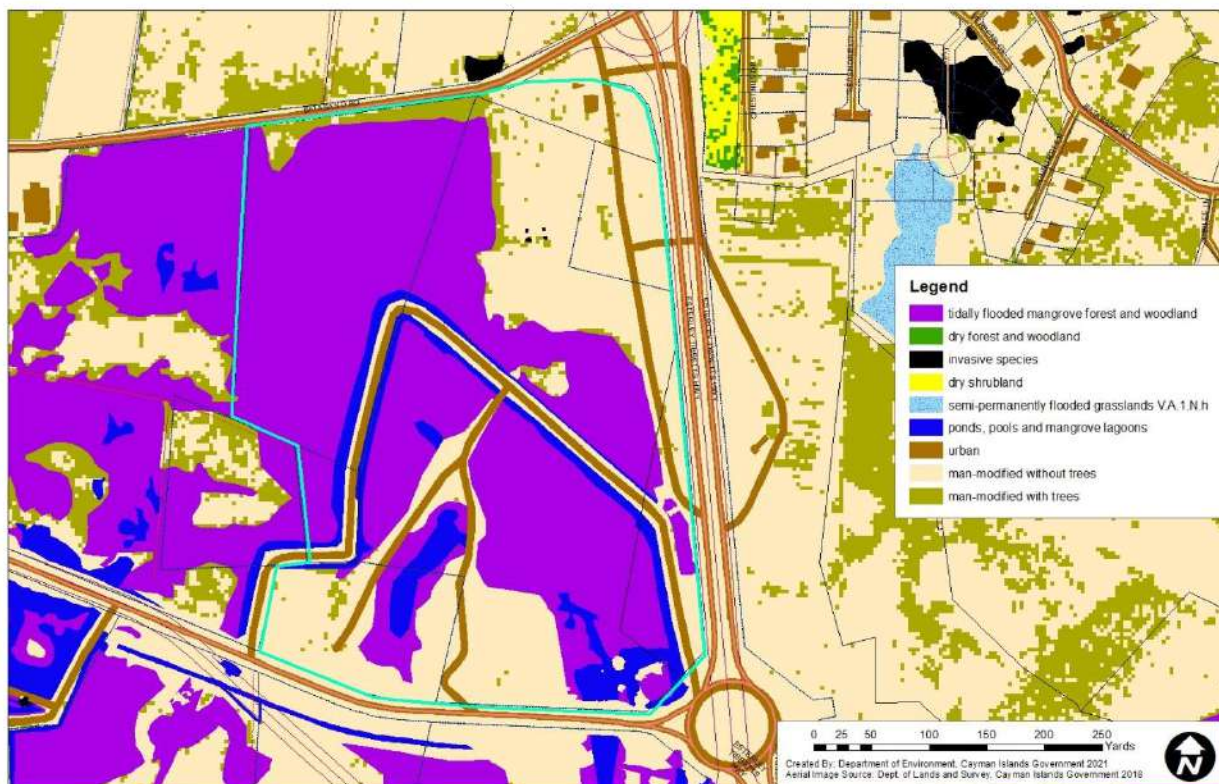 Legend
tidally flooded mangrove forest and woodland
dry forest and woodland
invasive species
dry shrubland
semi-permanently flooded grasslands V.A.1.N.h
ponds, pools and mangrove lagoons
urban
man-modified without trees
man-modified with trees
0 25 50 100 150 200 250
Yards
Created By: Department of Environment, Cayman Islands Government 2021
Aerial Image Source: Dept. of Lands and Survey, Cayman Islands Government 2018
N